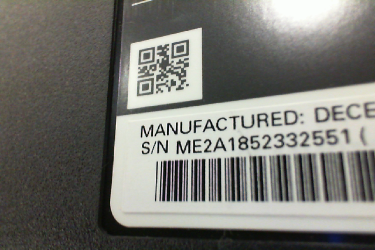 MANUFACTURED: DECE
S/N ME2A1852332551 (